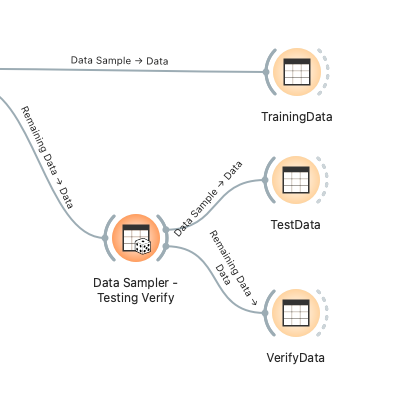 Data Sample → Data
TrainingData
Remaining Data → Data
Data Sample → Data
TestData
Data Sampler -
Testing Verify
Remaining Data →
Data
VerifyData